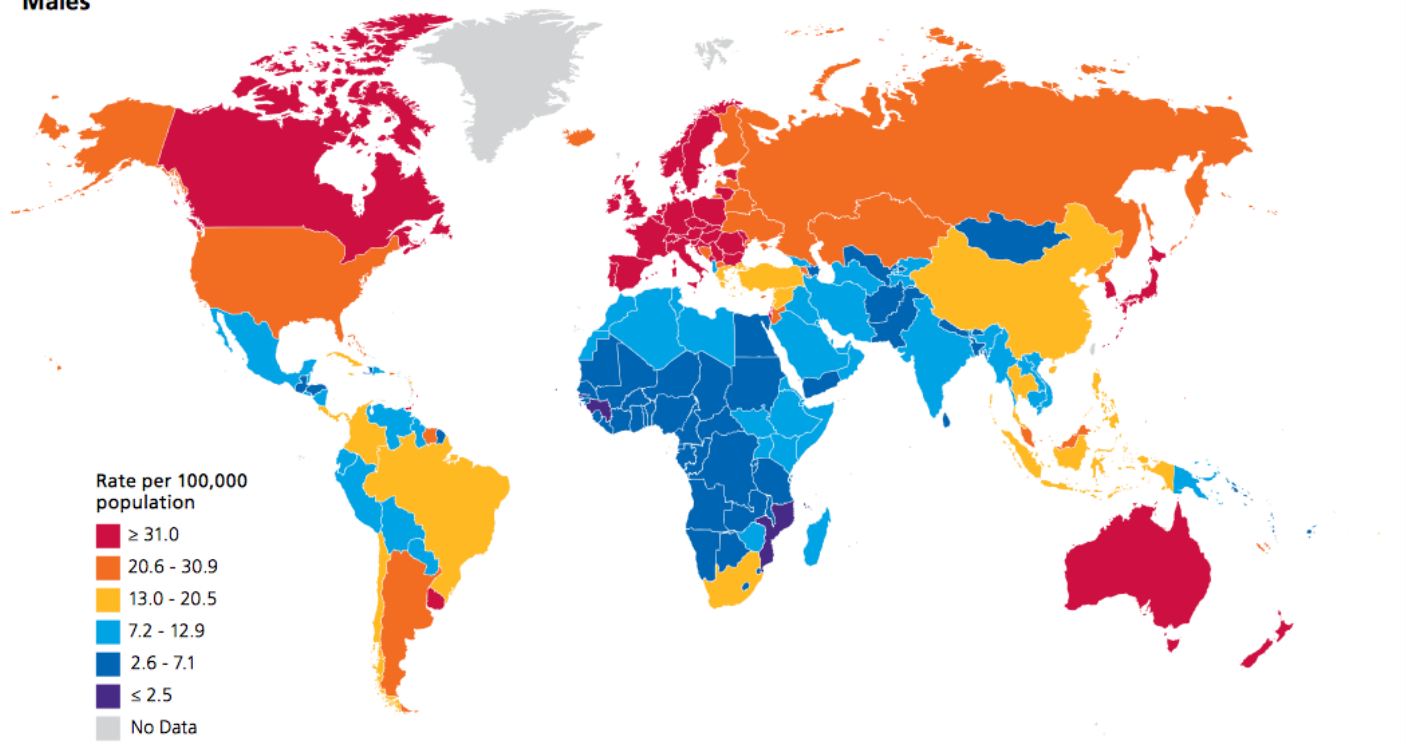 Males
Rate per 100,000
population
≥ 31.0
20.6 - 30.9
13.0 - 20.5
7.2 - 12.9
2.6 - 7.1
≤ 2.5
No Data